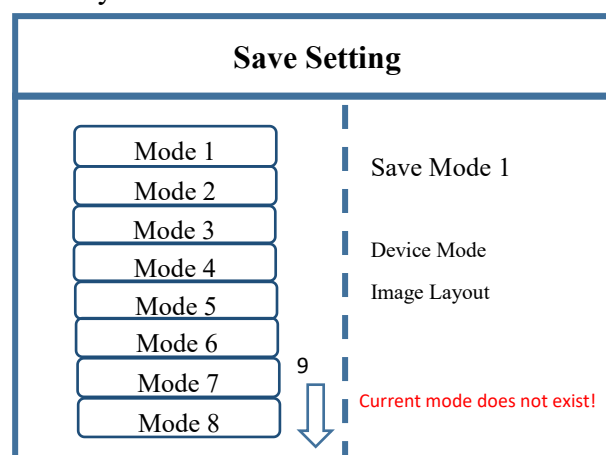 Save Setting
Mode 1
Mode 2
Mode 3
Mode 4
Mode 5
Mode 6
Mode 7
Mode 8
9
Save Mode 1
Device Mode
Image Layout
Current mode does not exist!